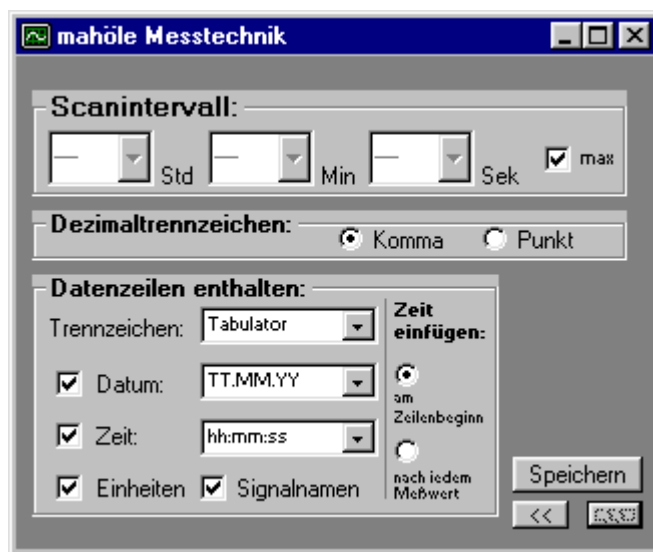 mahöle Messtechnik
Scanintervall:
— Std — Min — Sek max
Dezimaltrennzeichen: Komma Punkt
Datenzeilen enthalten:
Trennzeichen: Tabulator
Datum: TT.MM.YY
Zeit: hh:mm:ss
Einheiten Signalnamen
Zeit
einfügen:
am
Zeilenbeginn
nach jedem
Meßwert
Speichern
<<